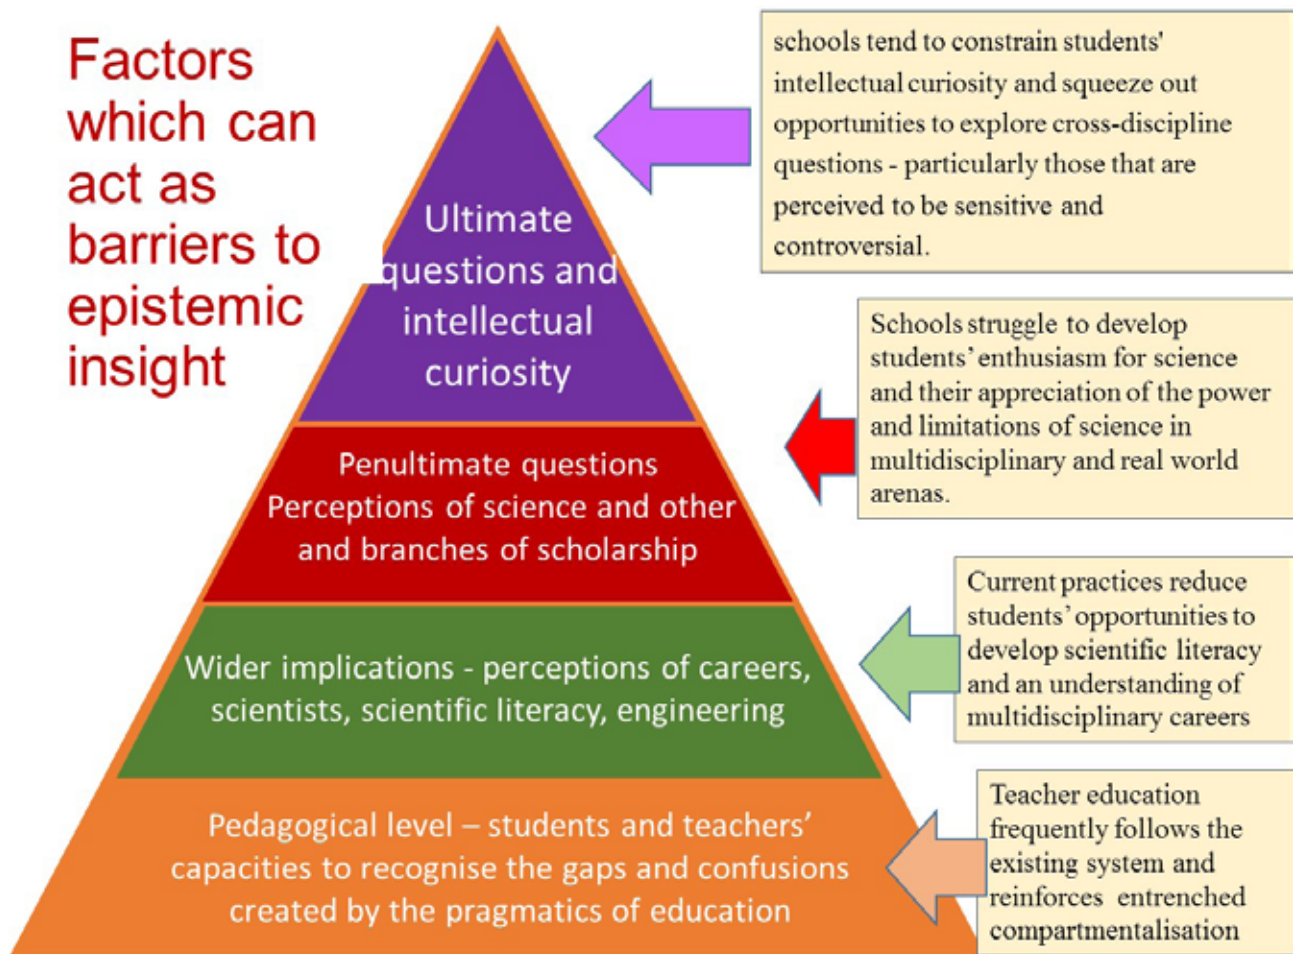 Factors
which can
act as
barriers to
epistemic
insight
Ultimate
questions and
intellectual
curiosity
schools tend to constrain students'
intellectual curiosity and squeeze out
opportunities to explore cross-discipline
questions - particularly those that are
perceived to be sensitive and
controversial.
Penultimate questions
Perceptions of science and other
and branches of scholarship
Schools struggle to develop
students’ enthusiasm for science
and their appreciation of the power
and limitations of science in
multidisciplinary and real world
arenas.
Wider implications - perceptions of careers,
scientists, scientific literacy, engineering
Current practices reduce
students’ opportunities to
develop scientific literacy
and an understanding of
multidisciplinary careers
Pedagogical level – students and teachers’
capacities to recognise the gaps and confusions
created by the pragmatics of education
Teacher education
frequently follows the
existing system and
reinforces entrenched
compartmentalisation